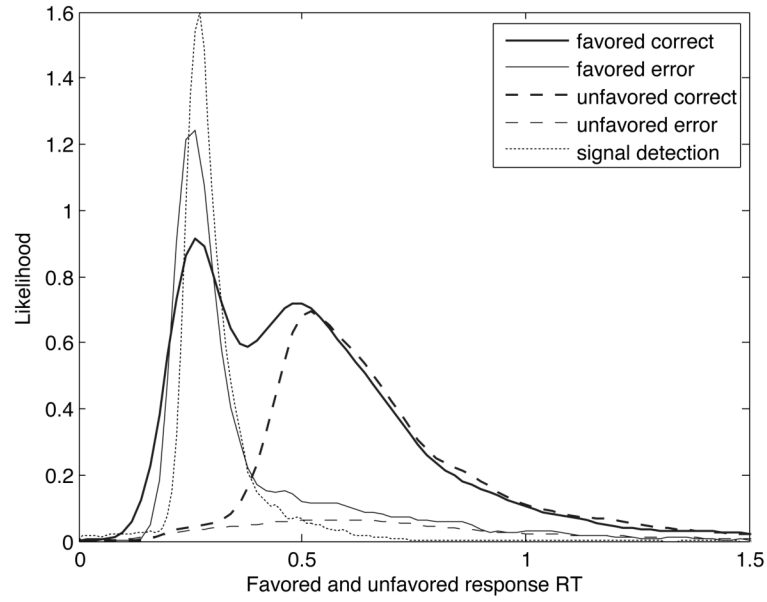 1.6
1.4
1.2
1
0.8
0.6
0.4
0.2
0
Likelihood
favored correct
favored error
unfavored correct
unfavored error
signal detection
0 0.5 1 1.5
Favored and unfavored response RT